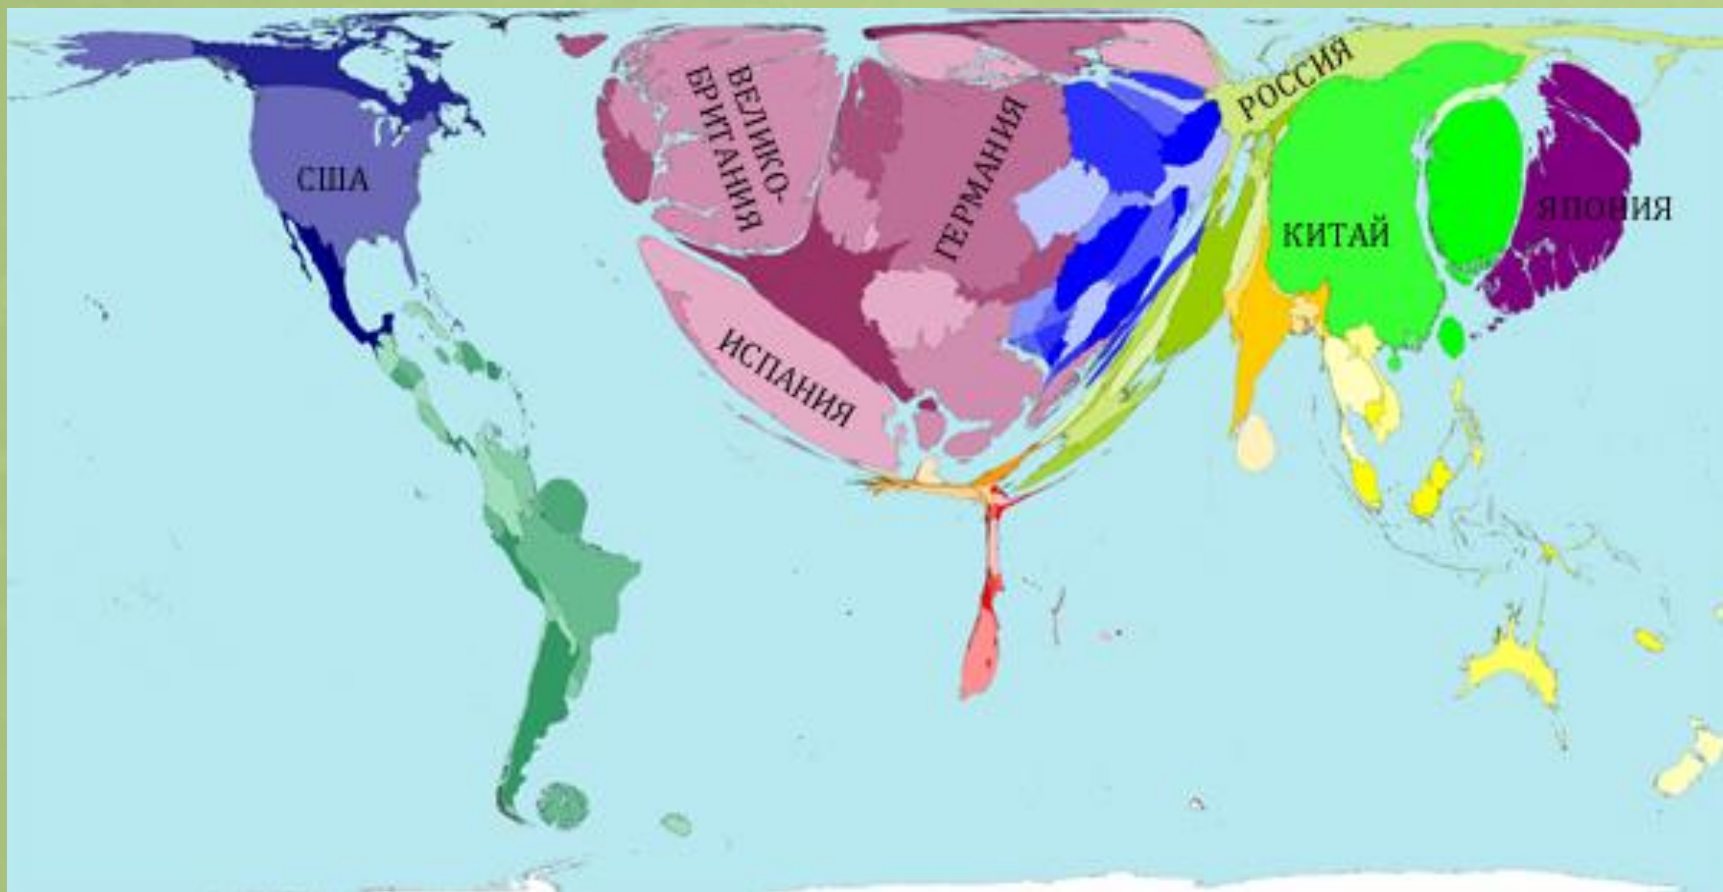 США
ВЕЛИКО-
БРИТАНИЯ
ИСПАНИЯ
ГЕРМАНИЯ
РОССИЯ
КИТАЙ
ЯПОНИЯ